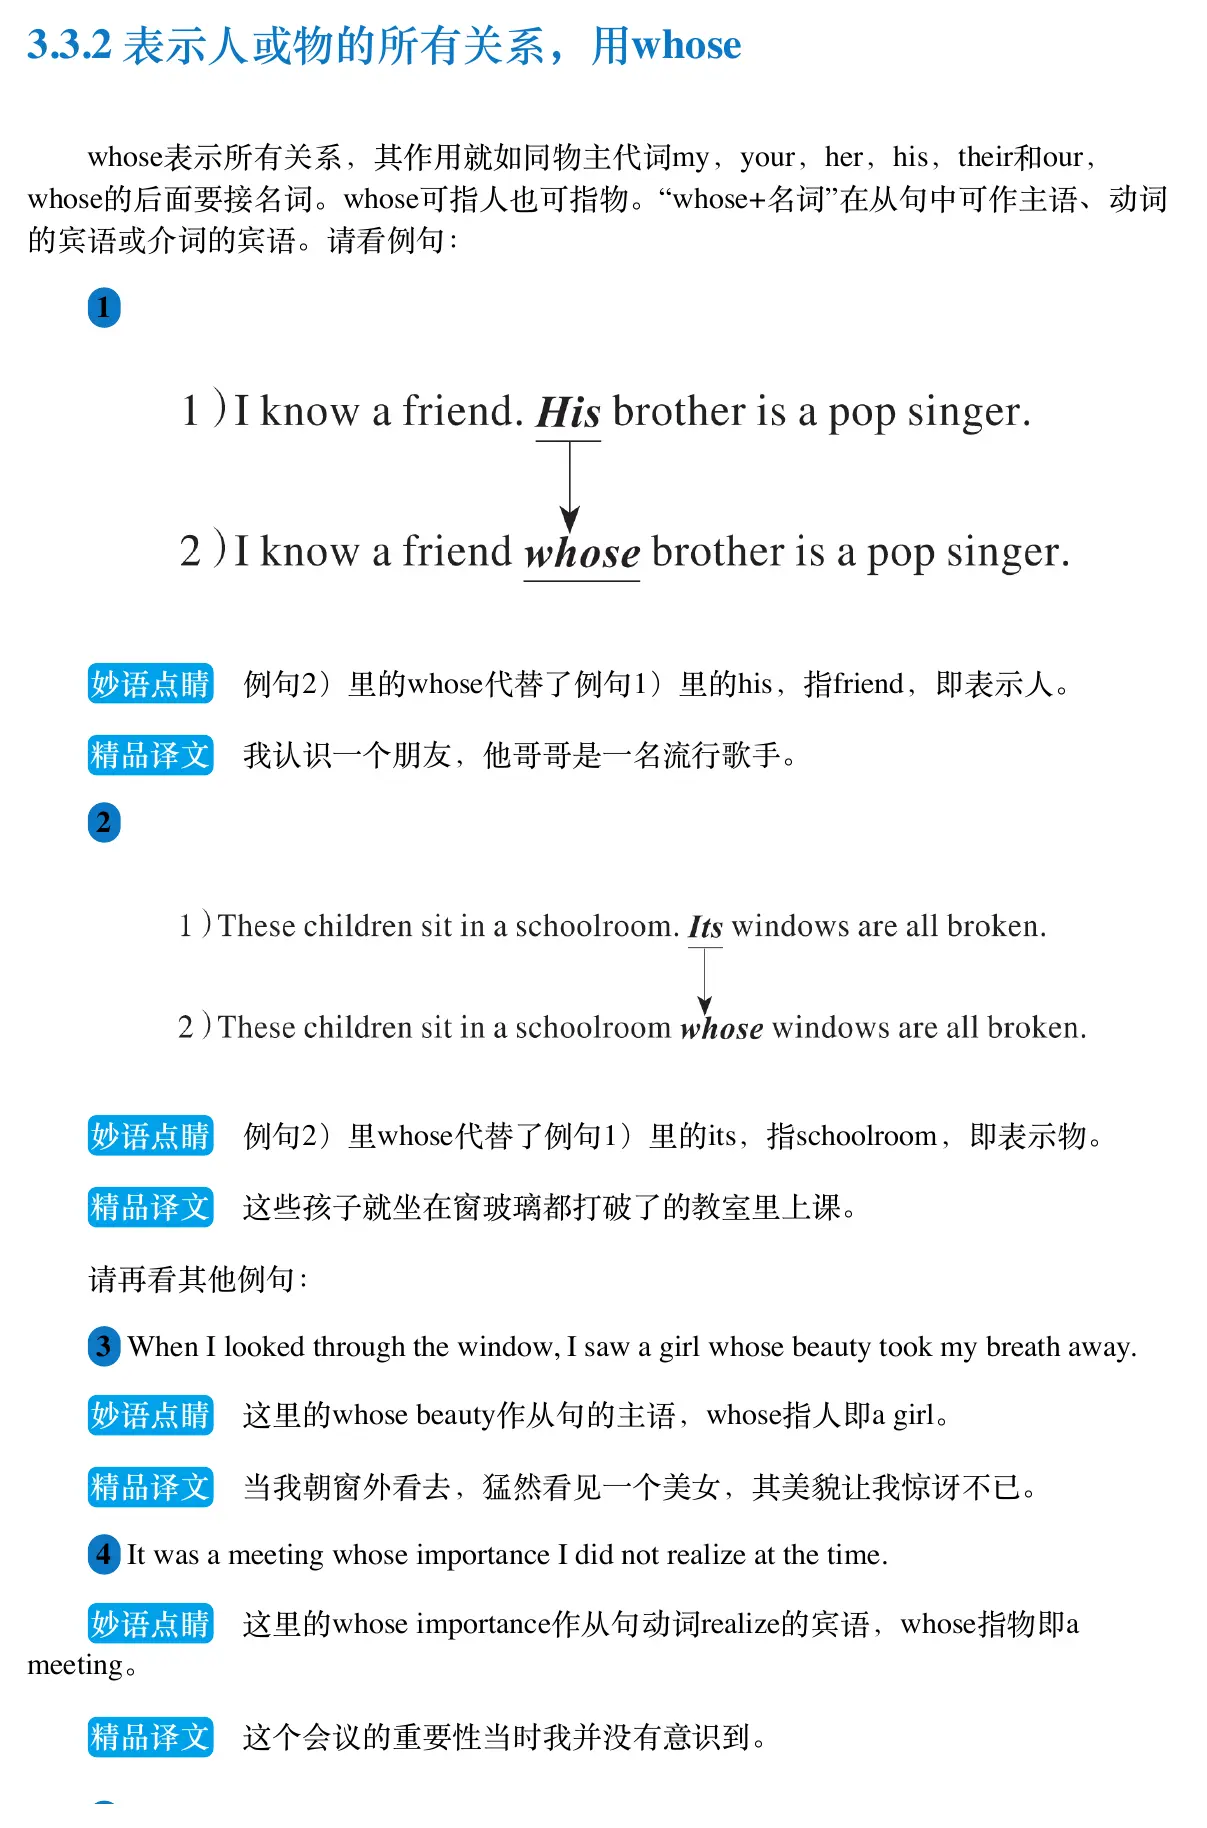 3.3.2 表示人或物的所有关系，用whose
whose表示所有关系，其作用就如同物主代词my，your，her，his，their和our，
whose的后面要接名词。whose可指人也可指物。“whose+名词”在从句中可作主语、动词
的宾语或介词的宾语。请看例句：
1
1）I know a friend. His brother is a pop singer.
2）I know a friend whose brother is a pop singer.
妙语点睛 例句2）里的whose代替了例句1）里的his，指friend，即表示人。
精品译文 我认识一个朋友，他哥哥是一名流行歌手。
2
1）These children sit in a schoolroom. Its windows are all broken.
2）These children sit in a schoolroom whose windows are all broken.
妙语点睛 例句2）里whose代替了例句1）里的its，指schoolroom，即表示物。
精品译文 这些孩子就坐在窗玻璃都打破了的教室里上课。
请再看其他例句：
3 When I looked through the window, I saw a girl whose beauty took my breath away.
妙语点睛 这里的whose beauty作从句的主语，whose指人即a girl。
精品译文 当我朝窗外看去，猛然看见一个美女，其美貌让我惊讶不已。
4 It was a meeting whose importance I did not realize at the time.
妙语点睛 这里的whose importance作从句动词realize的宾语，whose指物即a
meeting。
精品译文 这个会议的重要性当时我并没有意识到。